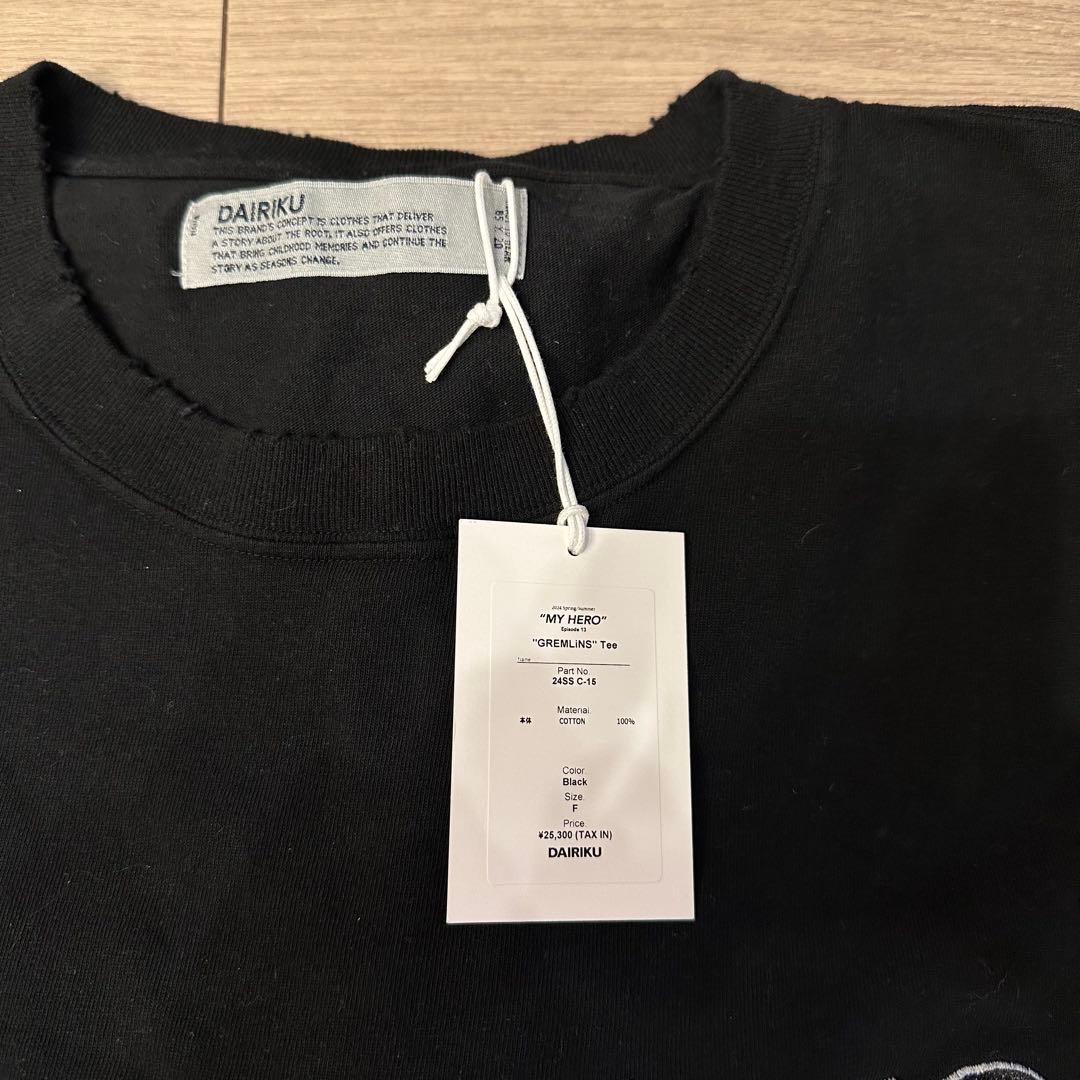 DAIRIKU
THIS BRAND'S CONCEPT IS CLOTHES THAT DELIVER
A STORY ABOUT THE ROOT. IT ALSO OFFERS CLOTHES
THAT BRING CHILDHOOD MEMORIES AND CONTINUE THE
STORY AS SEASONS CHANGE.
2024 Spring/Summer
"MY HERO"
Episode 13
"GREMLiNS" Tee
Name
Part No.
24SS C-15
Material.
本体 COTTON 100%
Color.
Black
Size.
F
Price.
¥25,300 (TAX IN)
DAIRIKU